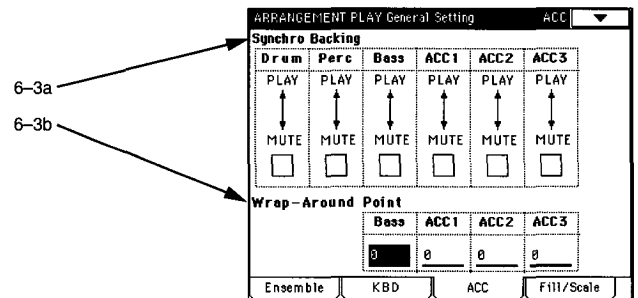 ARRANGEMENT PLAY General Setting ACC
Synchro Backing
Drum Perc Bass ACC1 ACC2 ACC3
PLAY PLAY PLAY PLAY PLAY PLAY
6–3a
6–3b
MUTE MUTE MUTE MUTE MUTE MUTE
Wrap-Around Point
Bass ACC1 ACC2 ACC3
0 0 0 0
Ensemble KBD ACC Fill/Scale